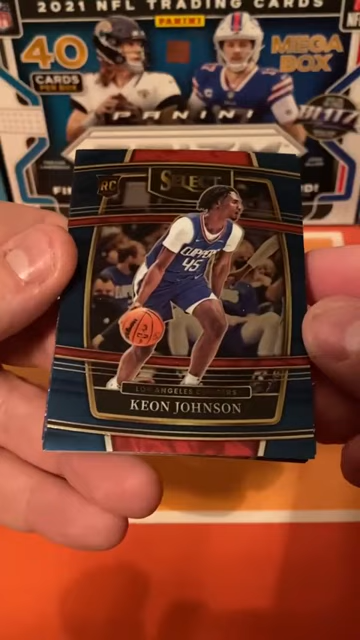 2021 NFL TRADING CARDS
PANINI
40
CARDS
PER BOX
MEGA
BOX
PANINI
RC
SELECT
CLIPPERS
45
LOS ANGELES CLIPPERS
KEON JOHNSON